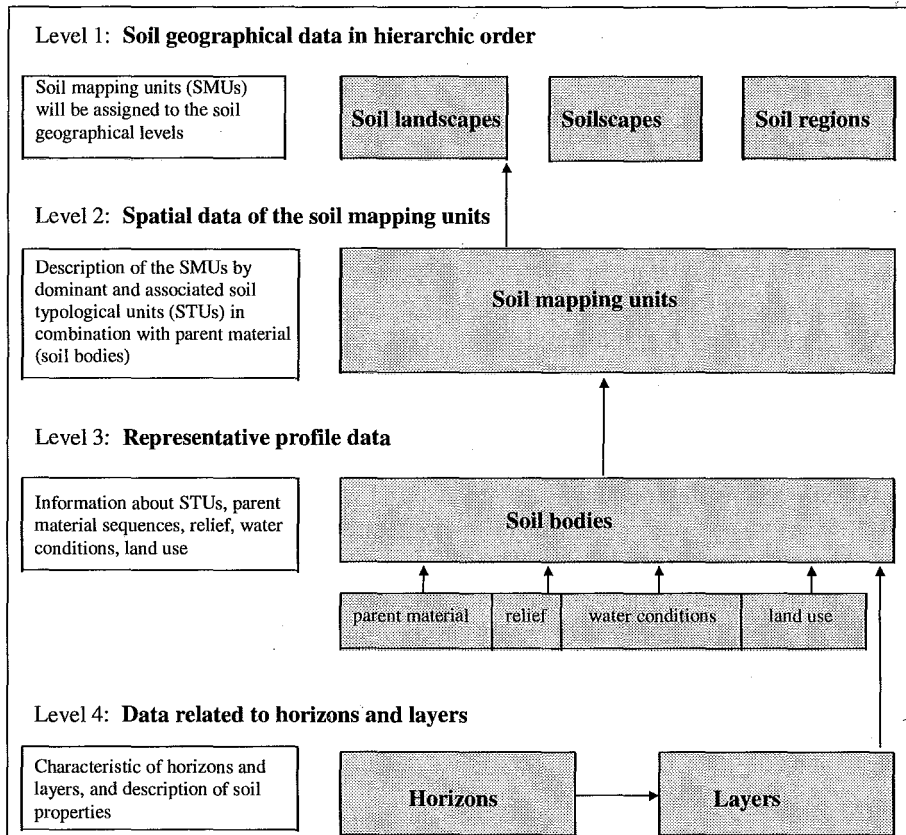 Level 1: Soil geographical data in hierarchic order
Soil mapping units (SMUs)
will be assigned to the soil
geographical levels
Soil landscapes
Soilscapes
Soil regions
Level 2: Spatial data of the soil mapping units
Description of the SMUs by
dominant and associated soil
typological units (STUs) in
combination with parent material
(soil bodies)
Soil mapping units
Level 3: Representative profile data
Information about STUs, parent
material sequences, relief, water
conditions, land use
Soil bodies
parent material
relief
water conditions
land use
Level 4: Data related to horizons and layers
Characteristic of horizons and
layers, and description of soil
properties
Horizons
Layers